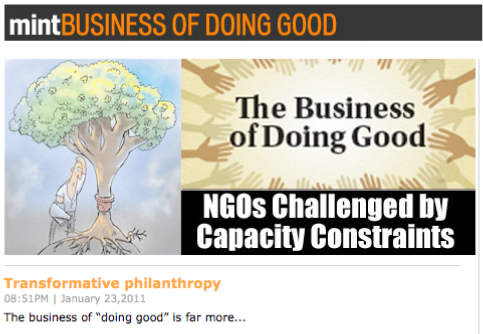 mintBUSINESS OF DOING GOOD
The Business
of Doing Good
NGOs Challenged by
Capacity Constraints
Transformative philanthropy
08:51PM | January 23,2011
The business of “doing good” is far more...